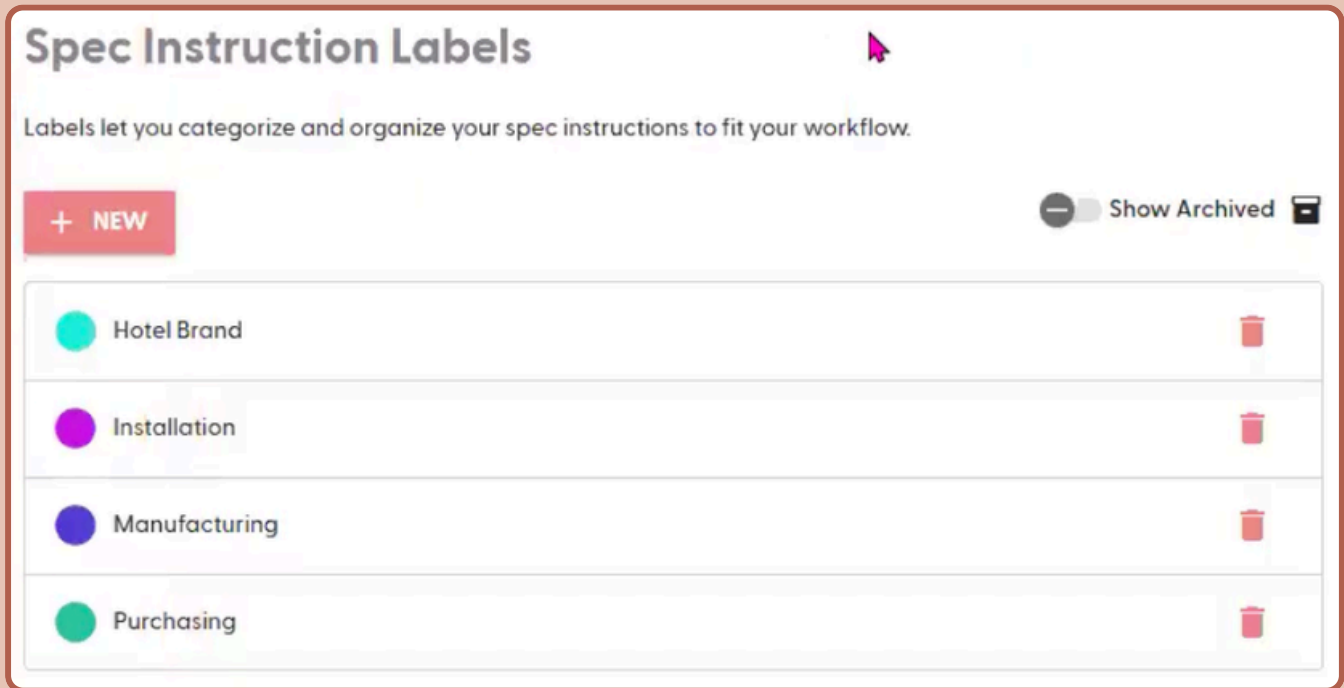 Spec Instruction Labels
Labels let you categorize and organize your spec instructions to fit your workflow.
+ NEW
Show Archived
Hotel Brand
Installation
Manufacturing
Purchasing